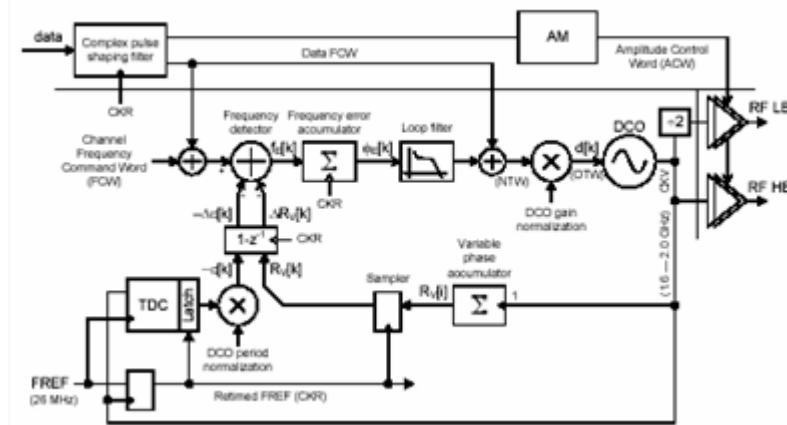 data
Complex pulse
shaping filter
CKR
Data FCW
AM
Amplitude Control
Word (ACW)
RF LB
RF HB
÷2
DCO
CKV
(1.6 — 2.0 GHz)
Channel
Frequency
Command Word
(FCW)
Frequency
detector
Frequency error
accumulator
Σ
CKR
Loop filter
(NTW)
d[k]
(OTW)
DCO gain
normalization
ΔRv[k]
1-z⁻¹
CKR
Rv[k]
Sampler
Variable
phase
accumulator
Rv[i]
Σ
1
TDC
Latch
DCO period
normalization
FREF
(26 MHz)
Retimed FREF (CKR)